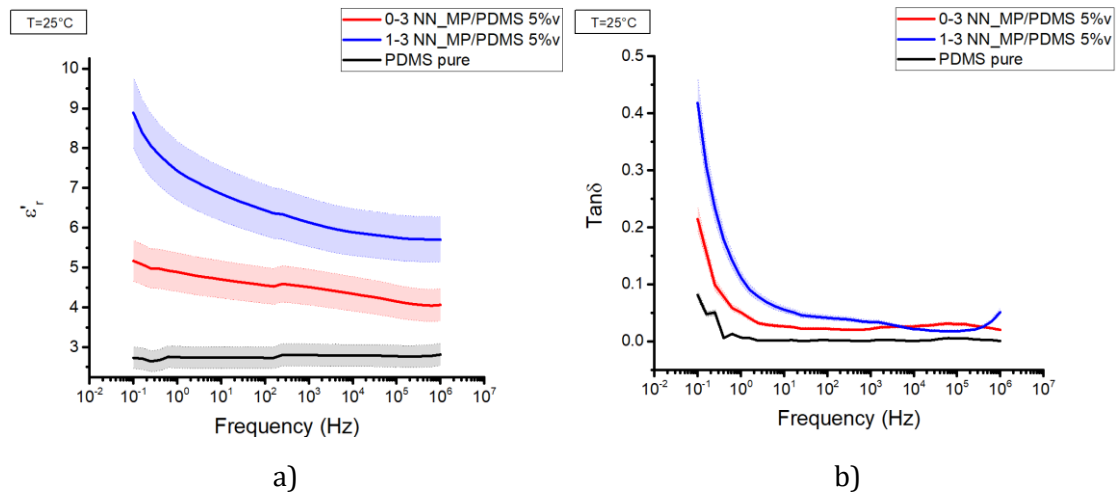 T=25°C
0-3 NN_MP/PDMS 5%v
1-3 NN_MP/PDMS 5%v
PDMS pure
10
9
8
7
6
5
4
3
ε'r
10-2 10-1 100 101 102 103 104 105 106 107
Frequency (Hz)
a)
T=25°C
0-3 NN_MP/PDMS 5%v
1-3 NN_MP/PDMS 5%v
PDMS pure
0.5
0.4
0.3
0.2
0.1
0.0
Tanδ
10-2 10-1 100 101 102 103 104 105 106 107
Frequency (Hz)
b)